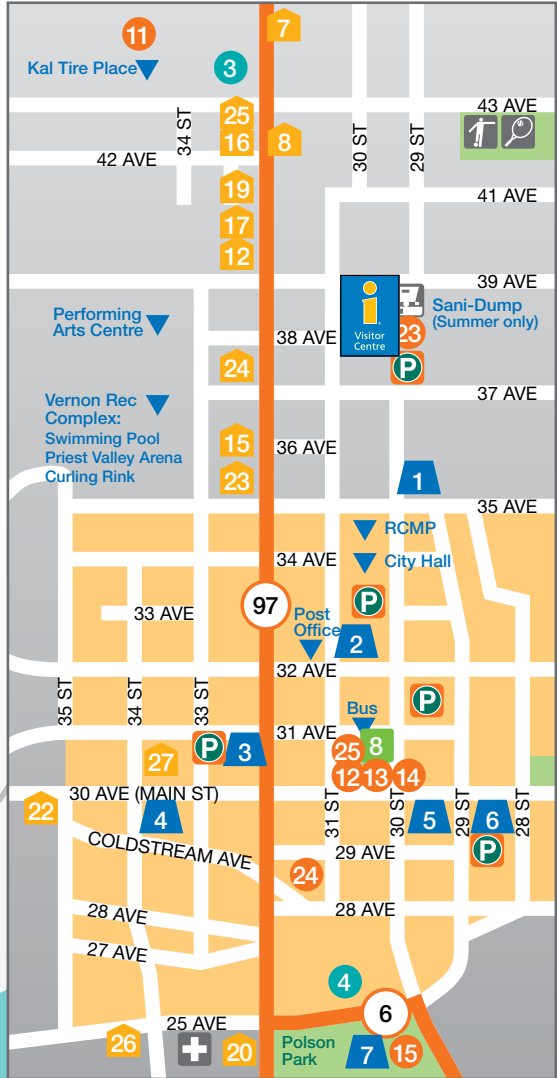 7
11
Kal Tire Place
3
43 AVE
25
34 ST
16
8
30 ST
29 ST
42 AVE
19
41 AVE
17
12
39 AVE
i
Visitor
Centre
Sani-Dump
(Summer only)
23
Performing
Arts Centre
38 AVE
P
24
37 AVE
Vernon Rec
Complex:
Swimming Pool
Priest Valley Arena
Curling Rink
15
36 AVE
23
1
35 AVE
RCMP
34 AVE
City Hall
97
P
33 AVE
Post
Office
2
32 AVE
35 ST
34 ST
33 ST
P
Bus
31 AVE
P
3
25
8
27
12
13
14
30 AVE (MAIN ST)
22
4
31 ST
30 ST
5
29 ST
6
28 ST
COLDSTREAM AVE
29 AVE
P
24
28 AVE
28 AVE
27 AVE
4
6
25 AVE
26
20
Polson
Park
7
15